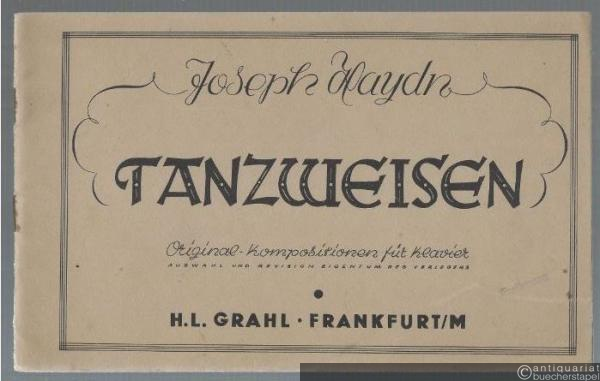 Joseph Haydn
TANZWEISEN
Original-Kompositionen für Klavier
AUSWAHL UND REVISION EIGENTUM DES VERLEGERS
H.L. GRAHL · FRANKFURT/M
©antiquariat
buecherstapel